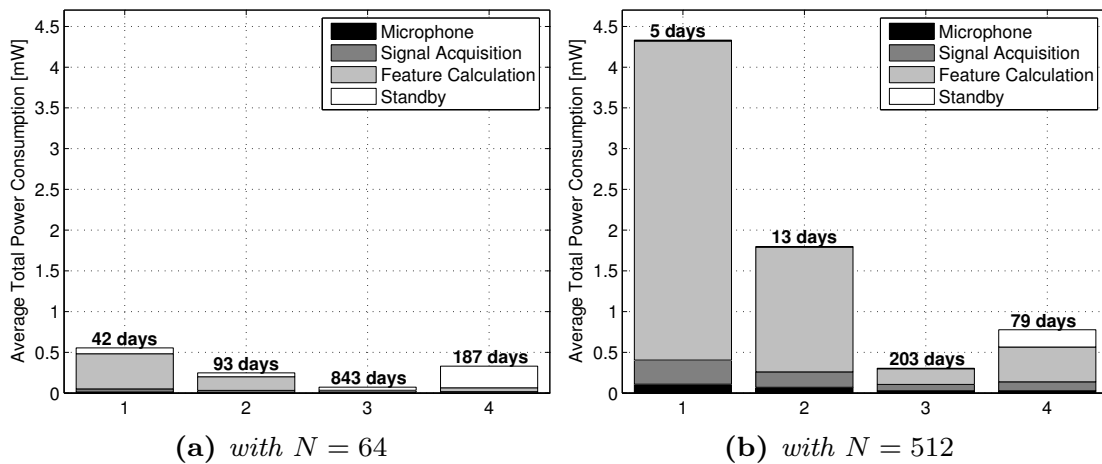 Average Total Power Consumption [mW]
4.5
4
3.5
3
2.5
2
1.5
1
0.5
0
Microphone
Signal Acquisition
Feature Calculation
Standby
42 days
93 days
843 days
187 days
1 2 3 4
(a) with N = 64
Average Total Power Consumption [mW]
4.5
4
3.5
3
2.5
2
1.5
1
0.5
0
Microphone
Signal Acquisition
Feature Calculation
Standby
5 days
13 days
203 days
79 days
1 2 3 4
(b) with N = 512